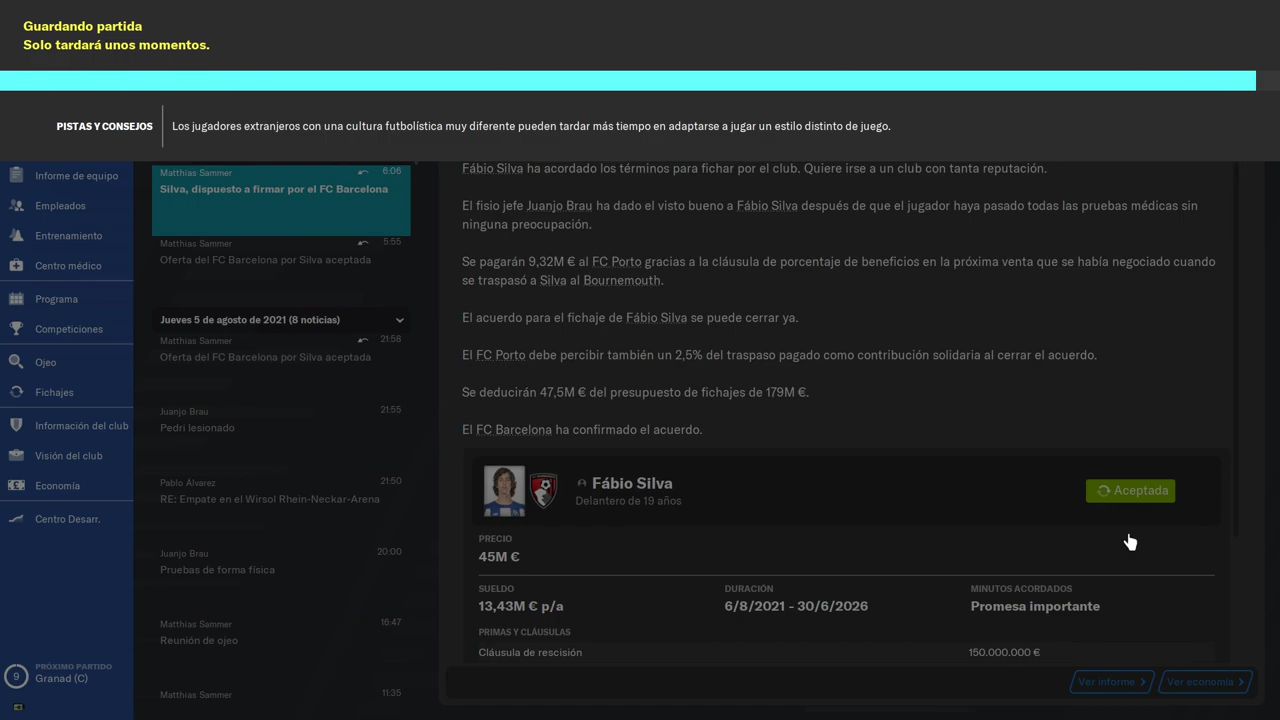 Guardando partida
Solo tardará unos momentos.
PISTAS Y CONSEJOS
Los jugadores extranjeros con una cultura futbolística muy diferente pueden tardar más tiempo en adaptarse a jugar un estilo distinto de juego.
Informe de equipo
Empleados
Entrenamiento
Centro médico
Programa
Competiciones
Ojeo
Fichajes
Información del club
Visión del club
Economía
Centro Desarr.
9
PRÓXIMO PARTIDO
Granad (C)
Matthias Sammer 6:06
Silva, dispuesto a firmar por el FC Barcelona
Matthias Sammer 5:55
Oferta del FC Barcelona por Silva aceptada
Jueves 5 de agosto de 2021 (8 noticias)
Matthias Sammer 21:58
Oferta del FC Barcelona por Silva aceptada
Juanjo Brau 21:55
Pedri lesionado
Pablo Álvarez 21:50
RE: Empate en el Wirsol Rhein-Neckar-Arena
Juanjo Brau 20:00
Pruebas de forma física
Matthias Sammer 16:47
Reunión de ojeo
Matthias Sammer 11:35
Fábio Silva ha acordado los términos para fichar por el club. Quiere irse a un club con tanta reputación.
El fisio jefe Juanjo Brau ha dado el visto bueno a Fábio Silva después de que el jugador haya pasado todas las pruebas médicas sin
ninguna preocupación.
Se pagarán 9,32M € al FC Porto gracias a la cláusula de porcentaje de beneficios en la próxima venta que se había negociado cuando
se traspasó a Silva al Bournemouth.
El acuerdo para el fichaje de Fábio Silva se puede cerrar ya.
El FC Porto debe percibir también un 2,5% del traspaso pagado como contribución solidaria al cerrar el acuerdo.
Se deducirán 47,5M € del presupuesto de fichajes de 179M €.
El FC Barcelona ha confirmado el acuerdo.
Fábio Silva
Delantero de 19 años
Aceptada
PRECIO
45M €
SUELDO DURACIÓN MINUTOS ACORDADOS
13,43M € p/a 6/8/2021 - 30/6/2026 Promesa importante
PRIMAS Y CLÁUSULAS
Cláusula de rescisión 150.000.000 €
Ver informe Ver economía